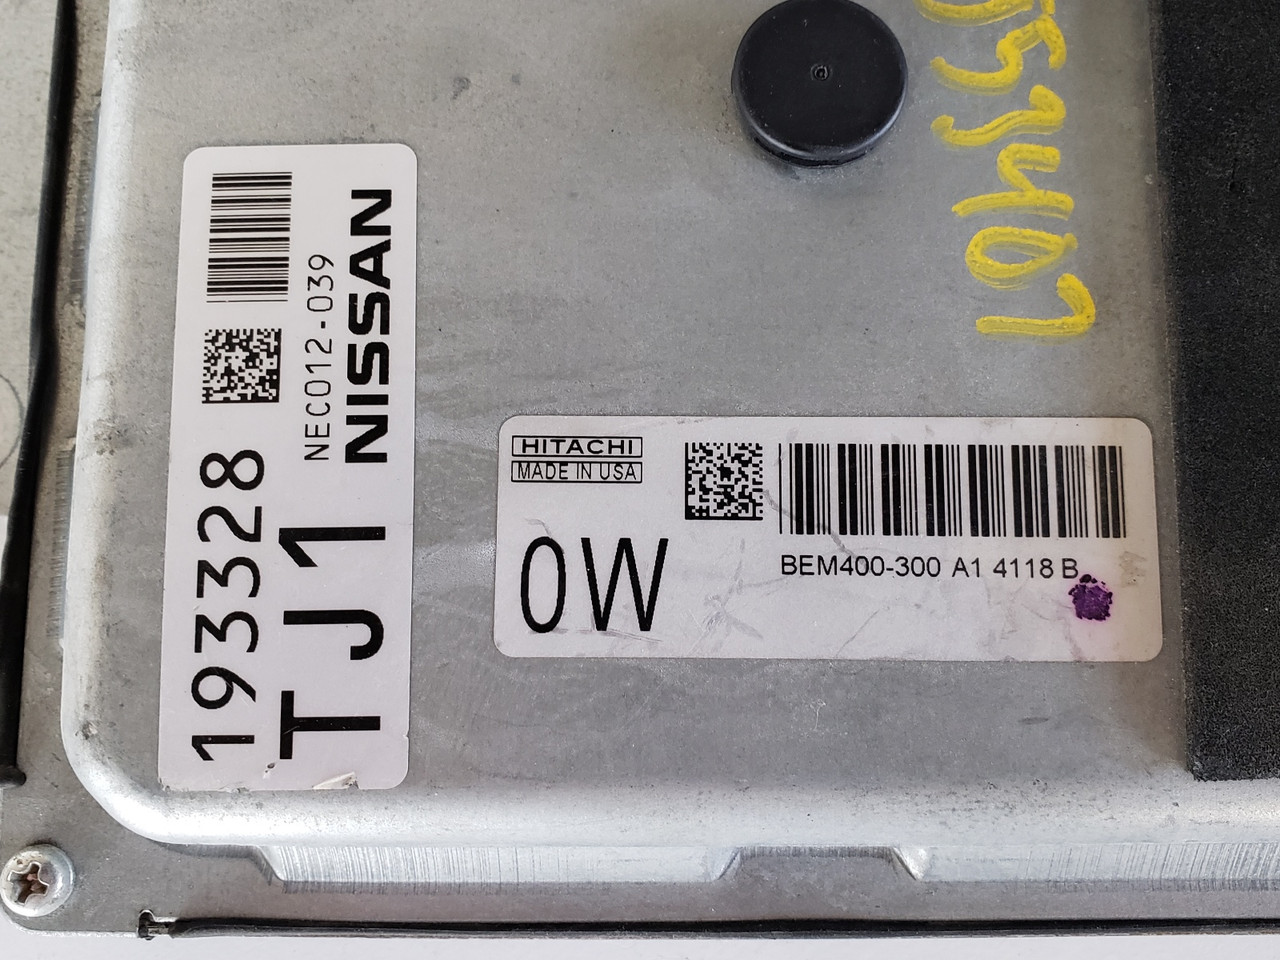 193328
TJ1
NEC012-039
NISSAN
HITACHI
MADE IN USA
0W
BEM400-300 A1 4118 B